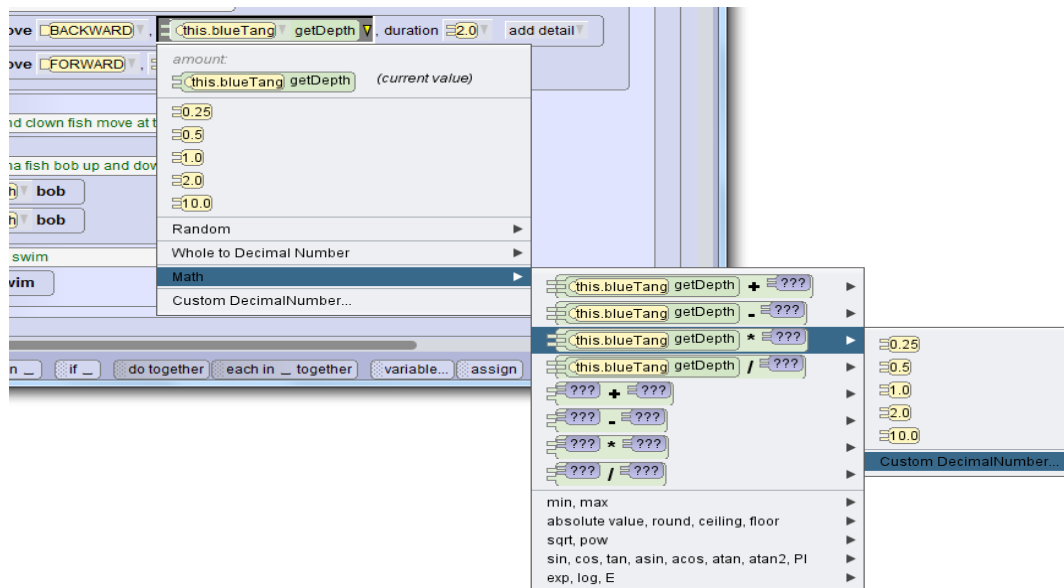 ove BACKWARD , this.blueTang getDepth , duration 2.0 add detail
ove FORWARD ,
amount:
this.blueTang getDepth (current value)
0.25
0.5
1.0
2.0
10.0
Random
Whole to Decimal Number
Math
Custom DecimalNumber...
nd clown fish move at t
na fish bob up and dow
h bob
h bob
swim
vim
n _ if _ do together each in _ together variable... assign
this.blueTang getDepth + ???
this.blueTang getDepth - ???
this.blueTang getDepth * ???
this.blueTang getDepth / ???
??? + ???
??? - ???
??? * ???
??? / ???
min, max
absolute value, round, ceiling, floor
sqrt, pow
sin, cos, tan, asin, acos, atan, atan2, PI
exp, log, E
0.25
0.5
1.0
2.0
10.0
Custom DecimalNumber...